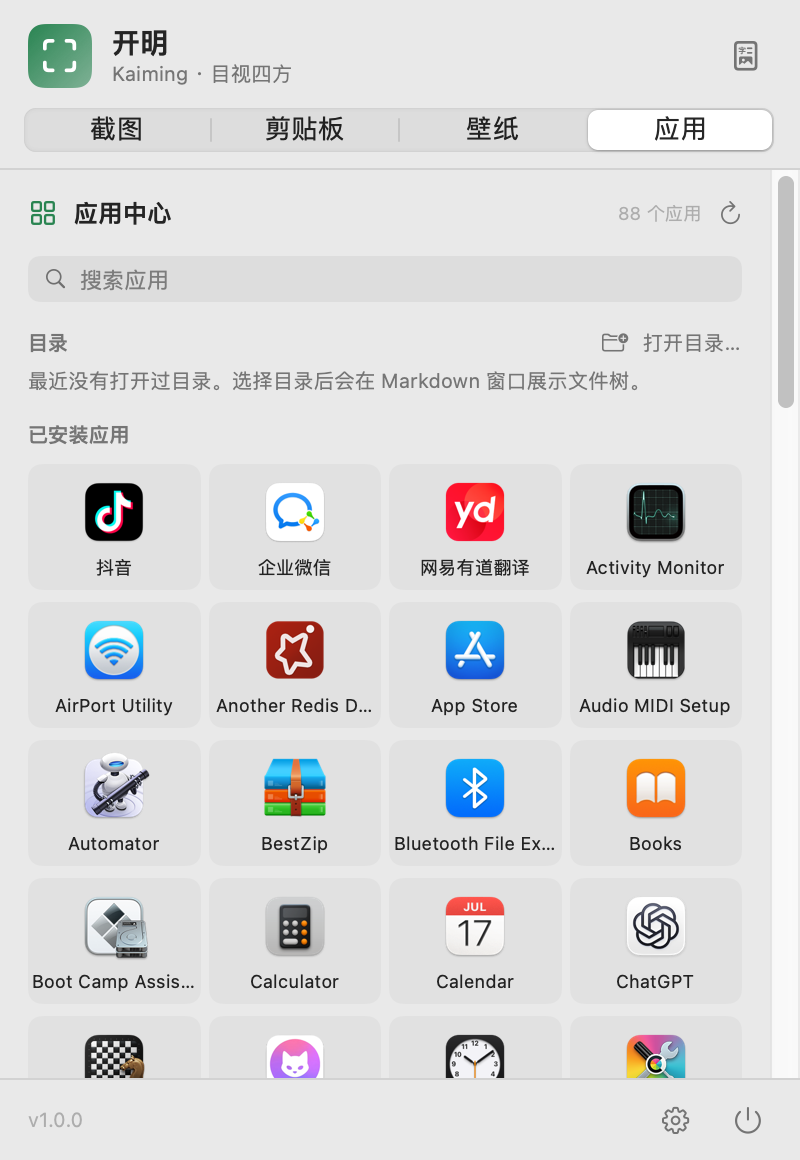 开明
Kaiming · 目视四方
截图 剪贴板 壁纸 应用
应用中心 88 个应用
搜索应用
目录 打开目录...
最近没有打开过目录。选择目录后会在 Markdown 窗口展示文件树。
已安装应用
yd
抖音 企业微信 网易有道翻译 Activity Monitor
AirPort Utility Another Redis D... App Store Audio MIDI Setup
Automator BestZip Bluetooth File Ex... Books
JUL
17
Boot Camp Assis... Calculator Calendar ChatGPT
v1.0.0